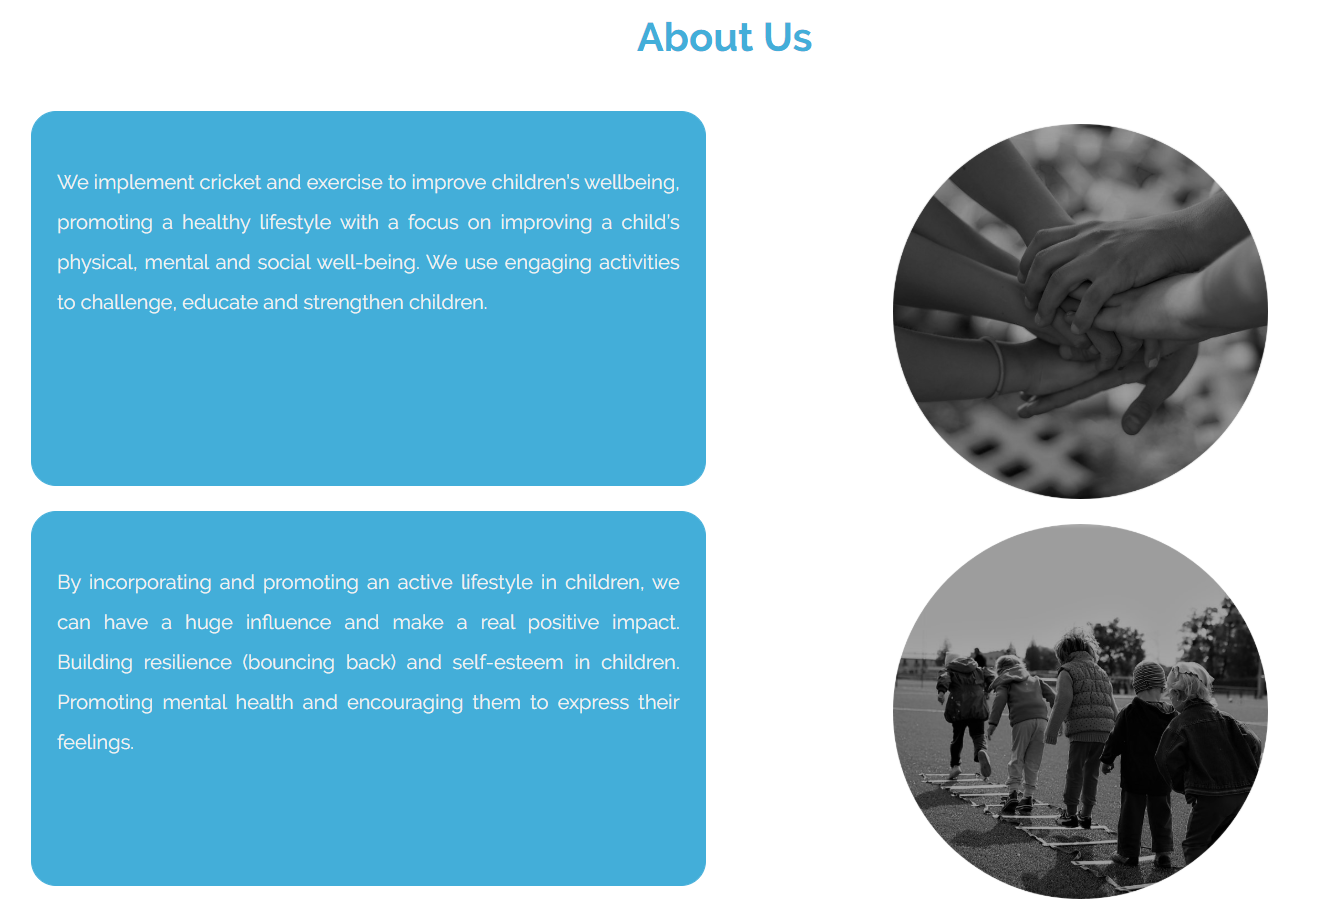 About Us
We implement cricket and exercise to improve children's wellbeing,
promoting a healthy lifestyle with a focus on improving a child's
physical, mental and social well-being. We use engaging activities
to challenge, educate and strengthen children.
By incorporating and promoting an active lifestyle in children, we
can have a huge influence and make a real positive impact.
Building resilience (bouncing back) and self-esteem in children.
Promoting mental health and encouraging them to express their
feelings.